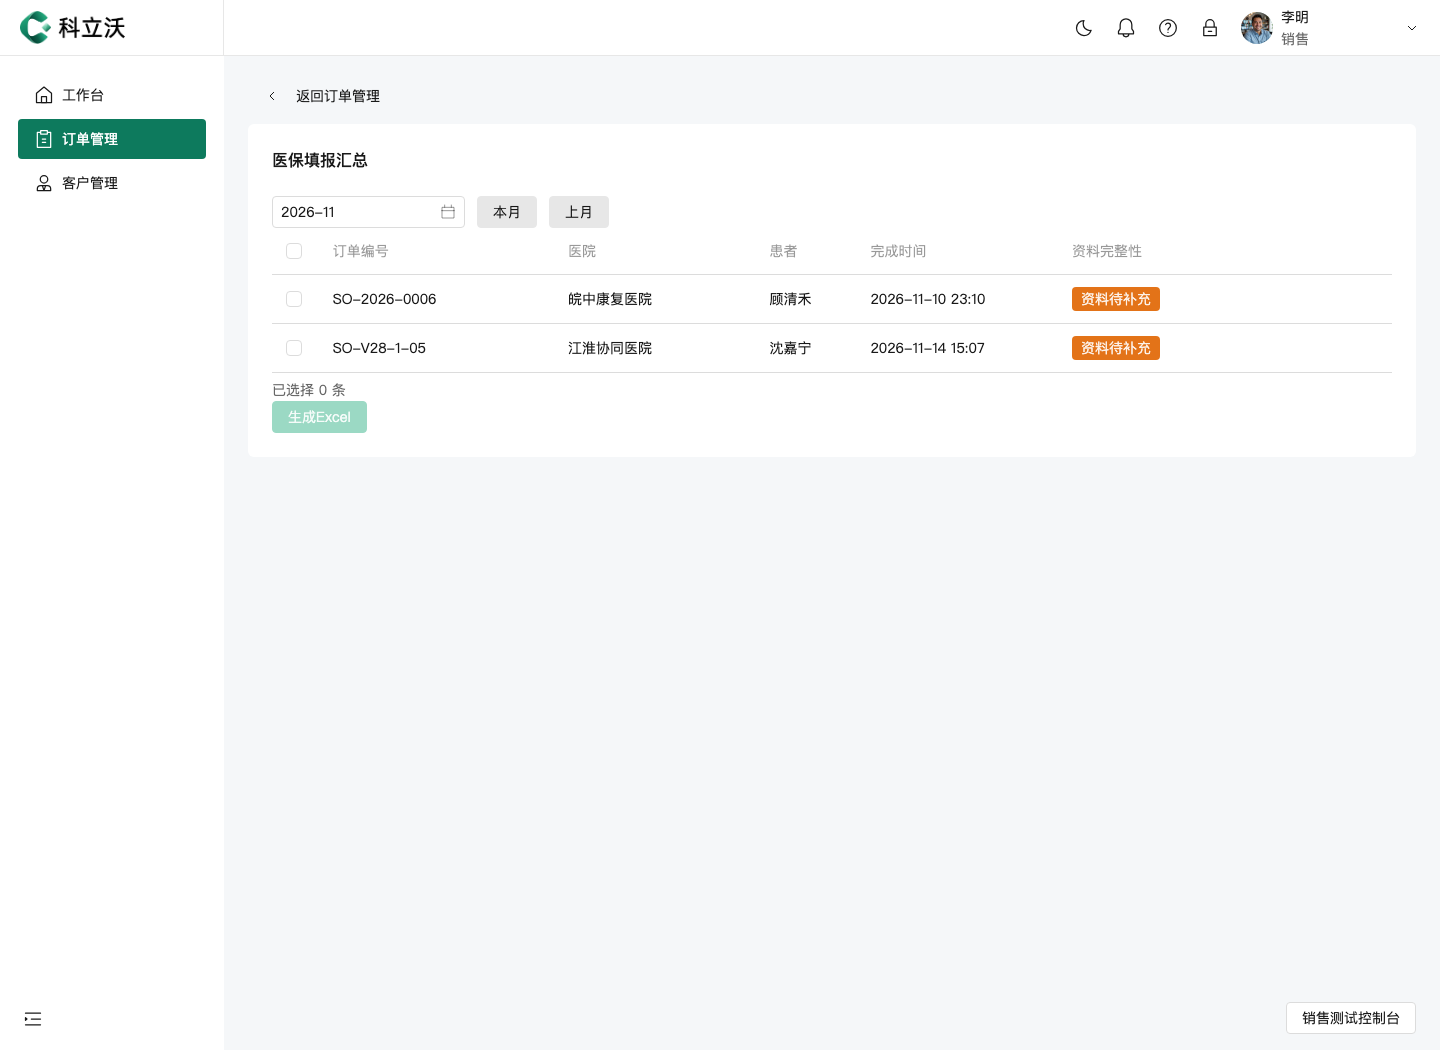 科立沃
李明
销售
工作台
订单管理
客户管理
返回订单管理
医保填报汇总
2026-11 本月 上月
订单编号 医院 患者 完成时间 资料完整性
SO-2026-0006 皖中康复医院 顾清禾 2026-11-10 23:10 资料待补充
SO-V28-1-05 江淮协同医院 沈嘉宁 2026-11-14 15:07 资料待补充
已选择 0 条
生成Excel
销售测试控制台